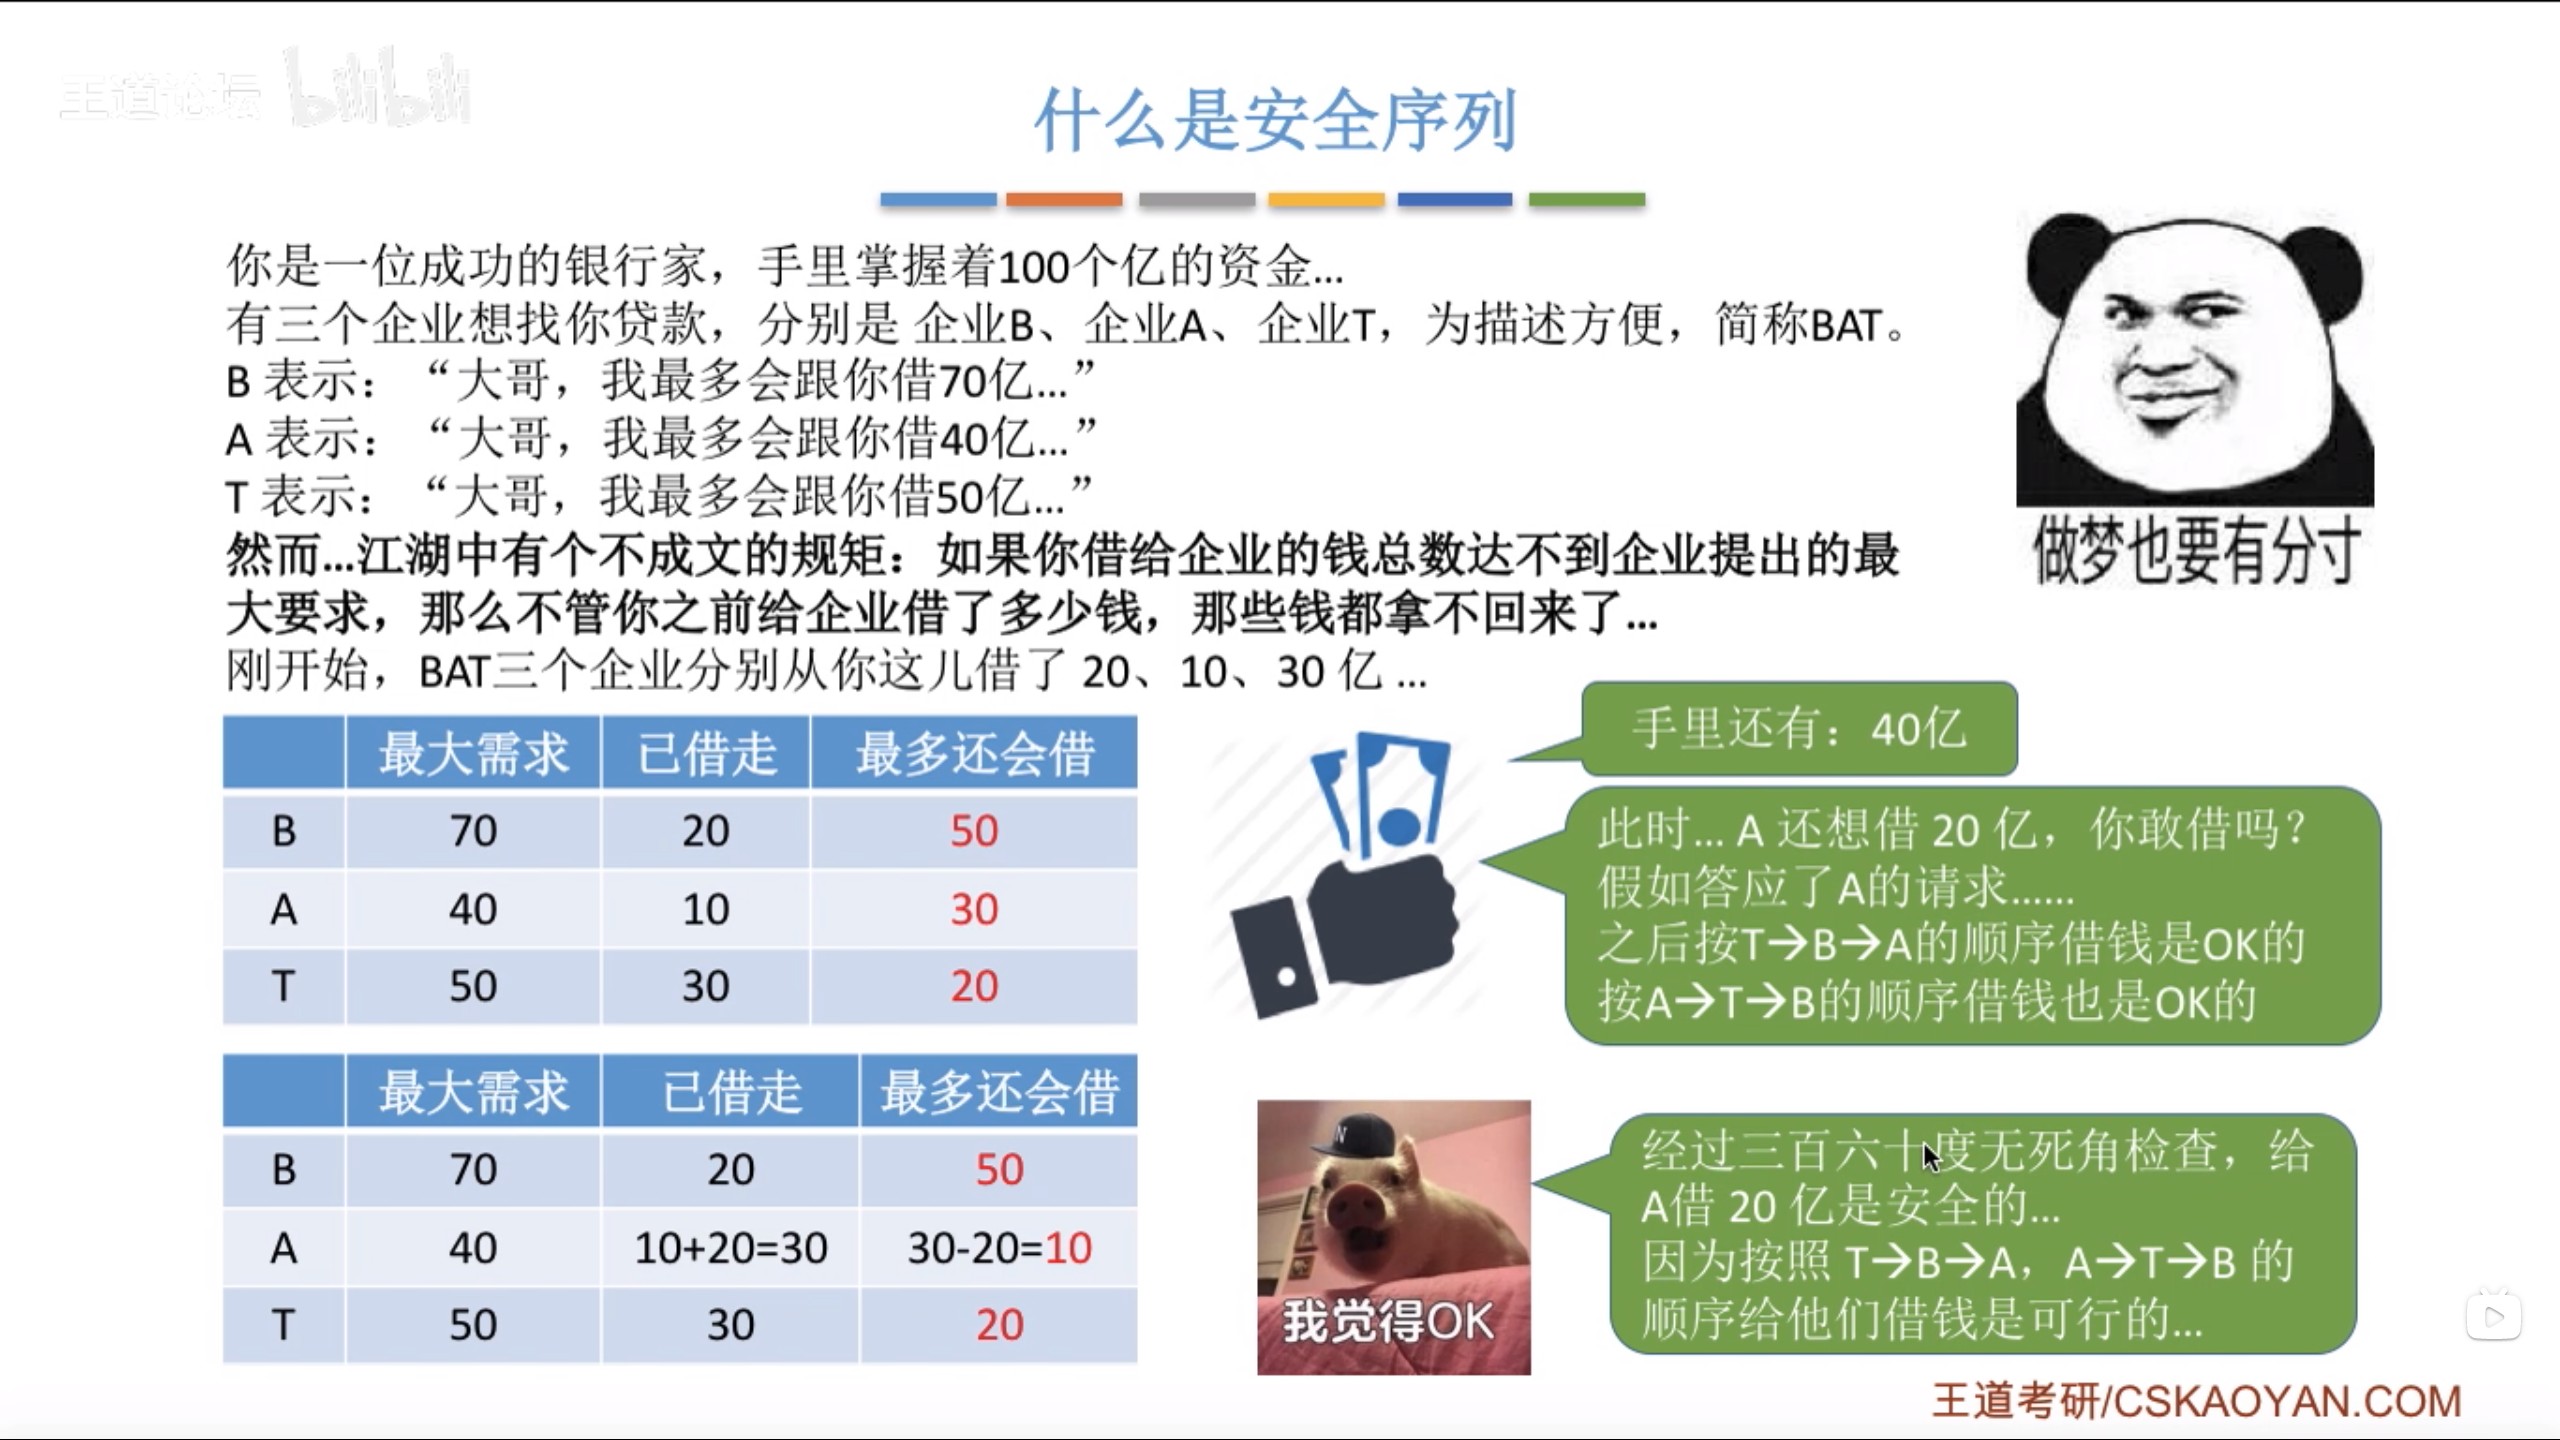 王道论坛 bilibili
什么是安全序列
你是一位成功的银行家，手里掌握着100个亿的资金...
有三个企业想找你贷款，分别是 企业B、企业A、企业T，为描述方便，简称BAT。
B 表示：“大哥，我最多会跟你借70亿...”
A 表示：“大哥，我最多会跟你借40亿...”
T 表示：“大哥，我最多会跟你借50亿...”
然而...江湖中有个不成文的规矩：如果你借给企业的钱总数达不到企业提出的最
大要求，那么不管你之前给企业借了多少钱，那些钱都拿不回来了...
刚开始，BAT三个企业分别从你这儿借了 20、10、30 亿 ...
做梦也要有分寸
最大需求 已借走 最多还会借
B 70 20 50
A 40 10 30
T 50 30 20
手里还有：40亿
此时... A 还想借 20 亿，你敢借吗？
假如答应了A的请求......
之后按T→B→A的顺序借钱是OK的
按A→T→B的顺序借钱也是OK的
最大需求 已借走 最多还会借
B 70 20 50
A 40 10+20=30 30-20=10
T 50 30 20
N
我觉得OK
经过三百六十度无死角检查，给
A借 20 亿是安全的...
因为按照 T→B→A，A→T→B 的
顺序给他们借钱是可行的...
王道考研/CSKAOYAN.COM